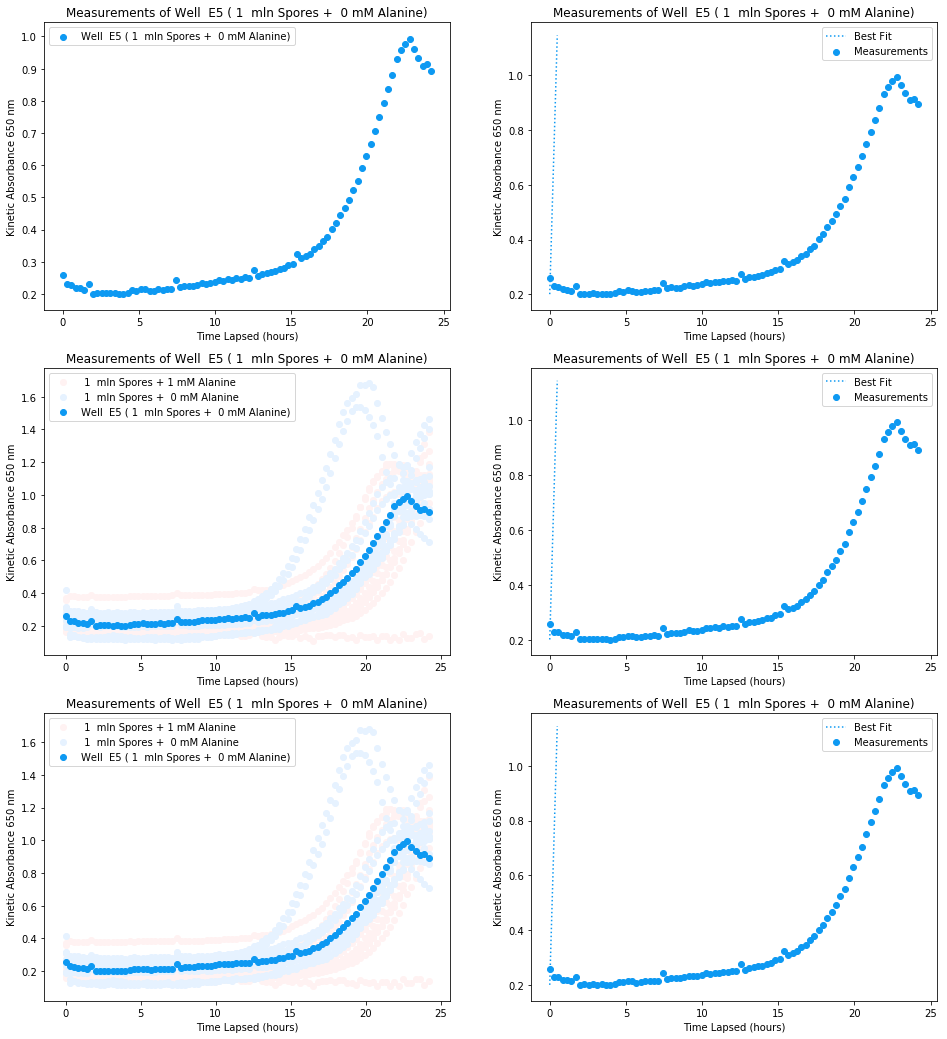 Measurements of Well  E5 ( 1  mln Spores +  0 mM Alanine)
Well  E5 ( 1  mln Spores +  0 mM Alanine)
1.0
0.9
0.8
0.7
0.6
0.5
0.4
0.3
0.2
Kinetic Absorbance 650 nm
0
5
10
15
20
25
Time Lapsed (hours)
Measurements of Well  E5 ( 1  mln Spores +  0 mM Alanine)
Best Fit
Measurements
1.0
0.8
0.6
0.4
0.2
Kinetic Absorbance 650 nm
0
5
10
15
20
25
Time Lapsed (hours)
Measurements of Well  E5 ( 1  mln Spores +  0 mM Alanine)
1  mln Spores + 1 mM Alanine
1  mln Spores +  0 mM Alanine
Well  E5 ( 1  mln Spores +  0 mM Alanine)
1.6
1.4
1.2
1.0
0.8
0.6
0.4
0.2
Kinetic Absorbance 650 nm
0
5
10
15
20
25
Time Lapsed (hours)
Measurements of Well  E5 ( 1  mln Spores +  0 mM Alanine)
Best Fit
Measurements
1.0
0.8
0.6
0.4
0.2
Kinetic Absorbance 650 nm
0
5
10
15
20
25
Time Lapsed (hours)
Measurements of Well  E5 ( 1  mln Spores +  0 mM Alanine)
1  mln Spores + 1 mM Alanine
1  mln Spores +  0 mM Alanine
Well  E5 ( 1  mln Spores +  0 mM Alanine)
1.6
1.4
1.2
1.0
0.8
0.6
0.4
0.2
Kinetic Absorbance 650 nm
0
5
10
15
20
25
Time Lapsed (hours)
Measurements of Well  E5 ( 1  mln Spores +  0 mM Alanine)
Best Fit
Measurements
1.0
0.8
0.6
0.4
0.2
Kinetic Absorbance 650 nm
0
5
10
15
20
25
Time Lapsed (hours)